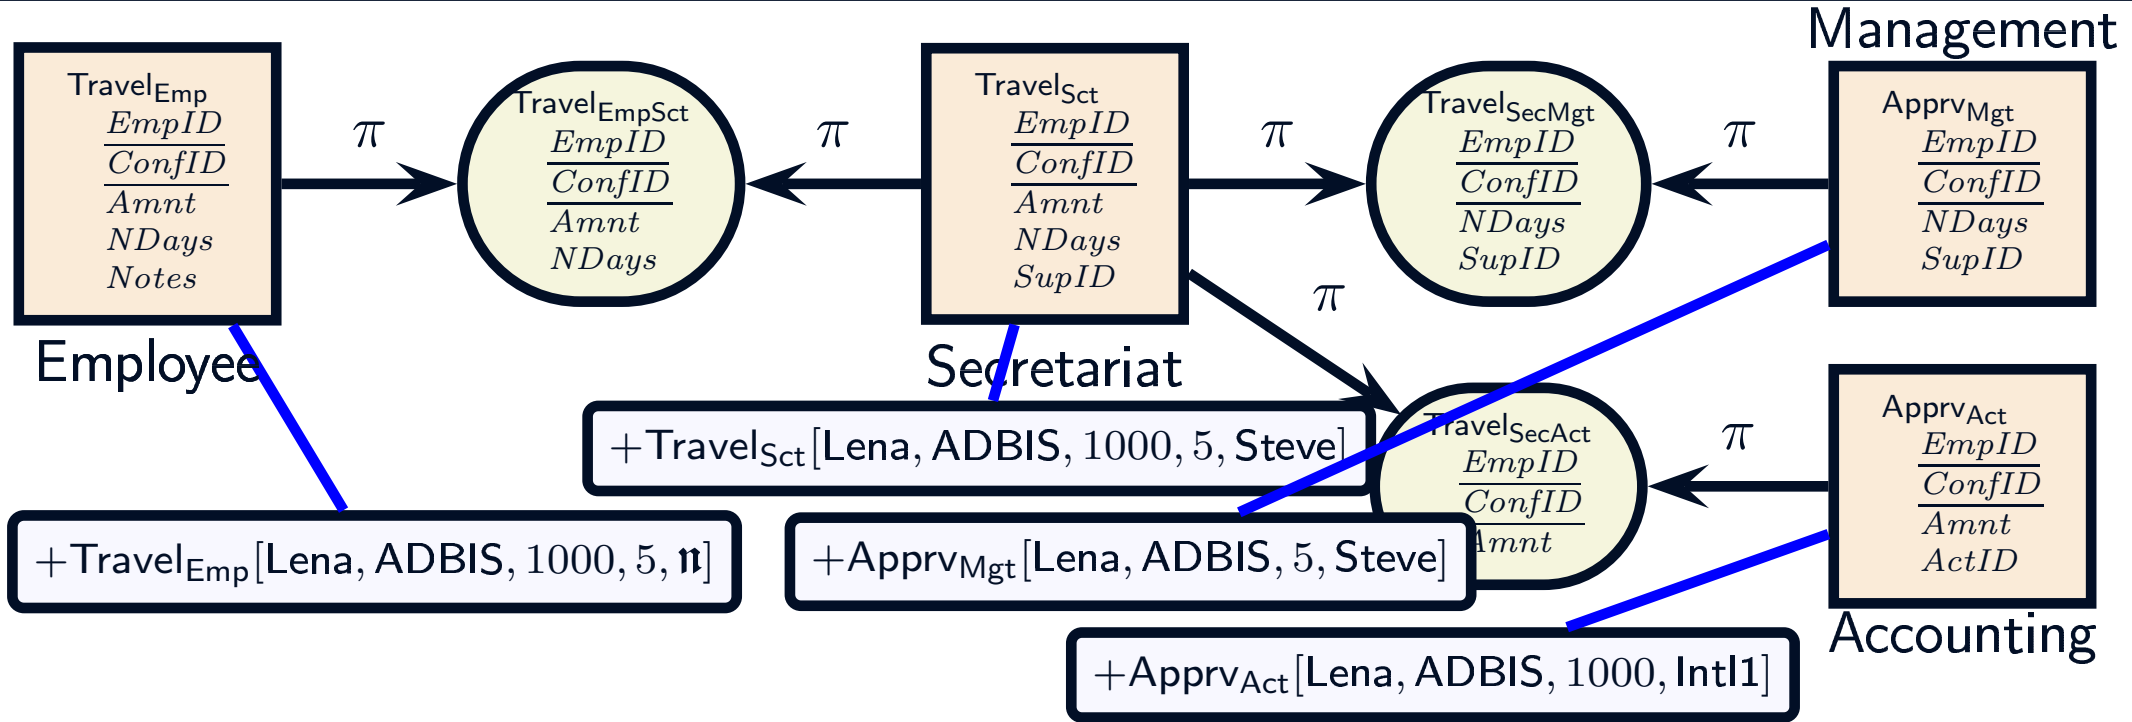 Management
Travel_Emp
EmpID
ConfID
Amnt
NDays
Notes
Employee
π
Travel_EmpSct
EmpID
ConfID
Amnt
NDays
π
Travel_Sct
EmpID
ConfID
Amnt
NDays
SupID
Secretariat
π
Travel_SecMgt
EmpID
ConfID
NDays
SupID
π
Apprv_Mgt
EmpID
ConfID
NDays
SupID
π
Travel_SecAct
EmpID
ConfID
Amnt
π
Apprv_Act
EmpID
ConfID
Amnt
ActID
Accounting
+Travel_Sct[Lena, ADBIS, 1000, 5, Steve]
+Travel_Emp[Lena, ADBIS, 1000, 5, 𝖓]
+Apprv_Mgt[Lena, ADBIS, 5, Steve]
+Apprv_Act[Lena, ADBIS, 1000, Intl1]